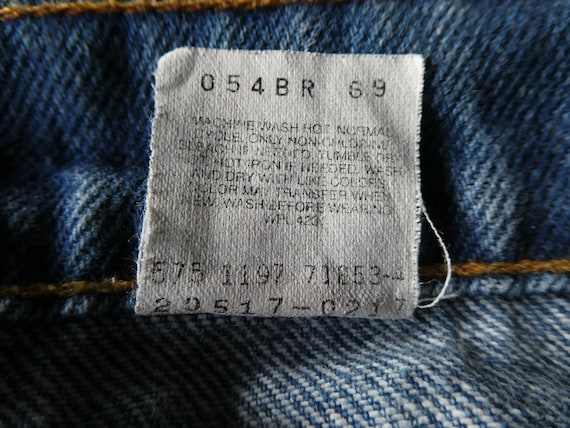 054BR 69
MACHINE WASH HOT, NORMAL
CYCLE, ONLY NON-CHLORINE
BLEACH IF NEEDED. TUMBLE DRY
HOT. HOT IRON IF NEEDED. WASH
AND DRY WITH LIKE COLORS.
COLOR MAY TRANSFER WHEN
NEW. WASH BEFORE WEARING.
WPL 423
575 1197 71653-4
20517-0217